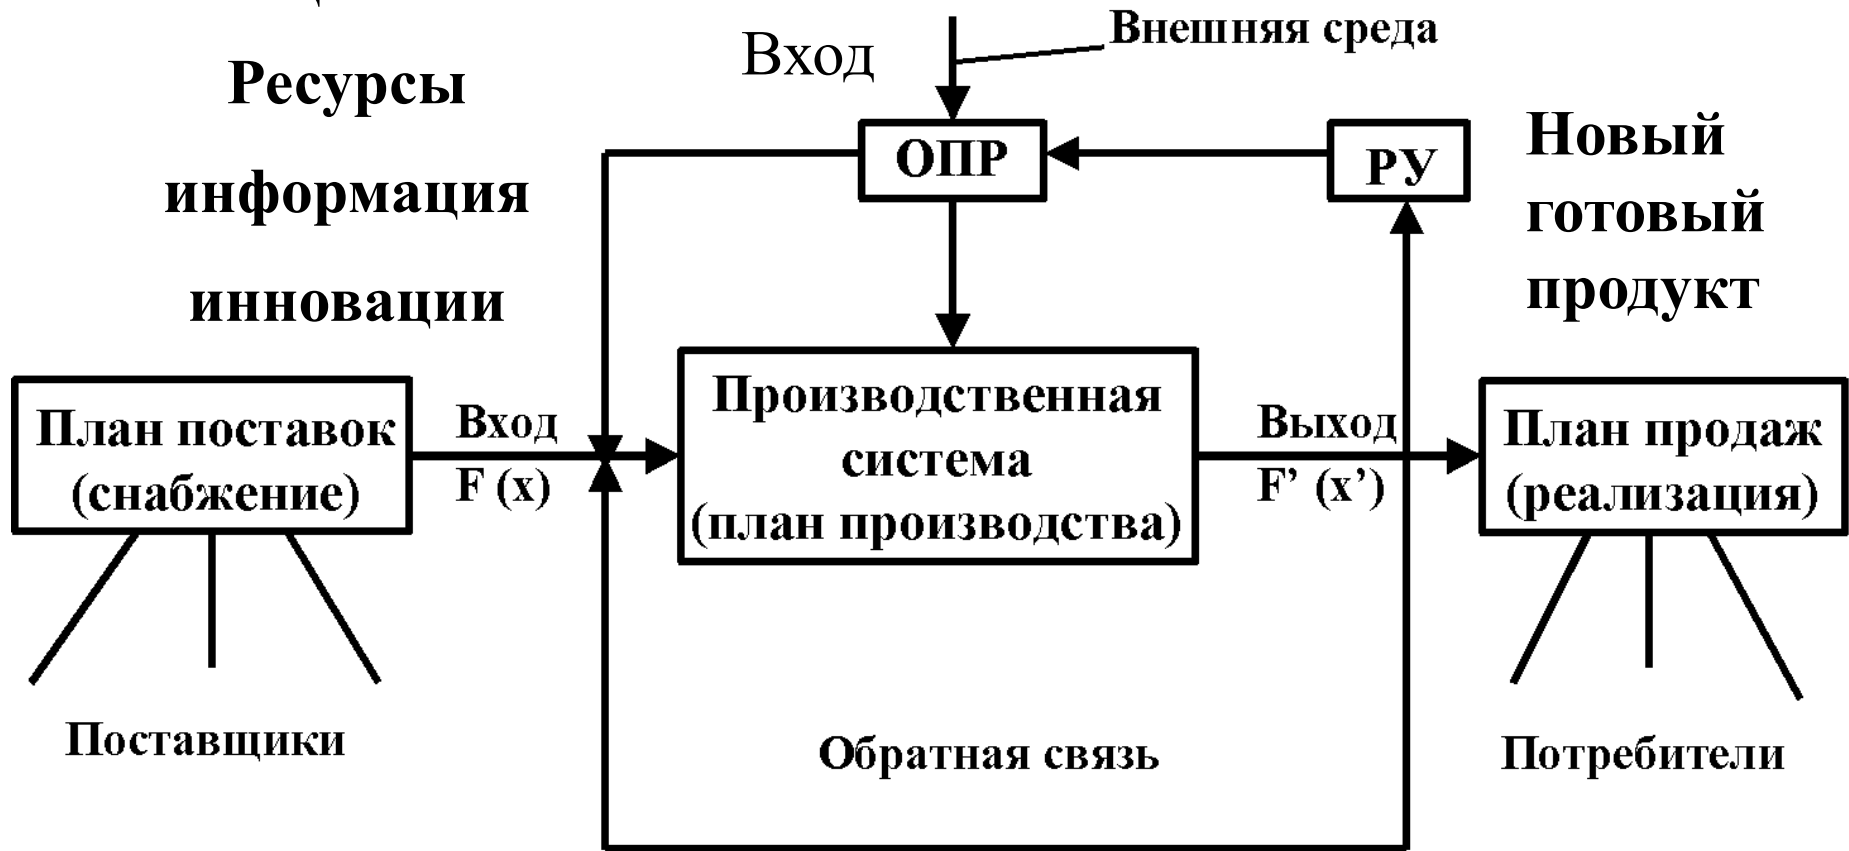 Внешняя среда
Вход
Ресурсы
информация
инновации
ОПР
РУ
Новый
готовый
продукт
План поставок
(снабжение)
Вход
F (x)
Производственная
система
(план производства)
Выход
F’ (x’)
План продаж
(реализация)
Поставщики
Обратная связь
Потребители